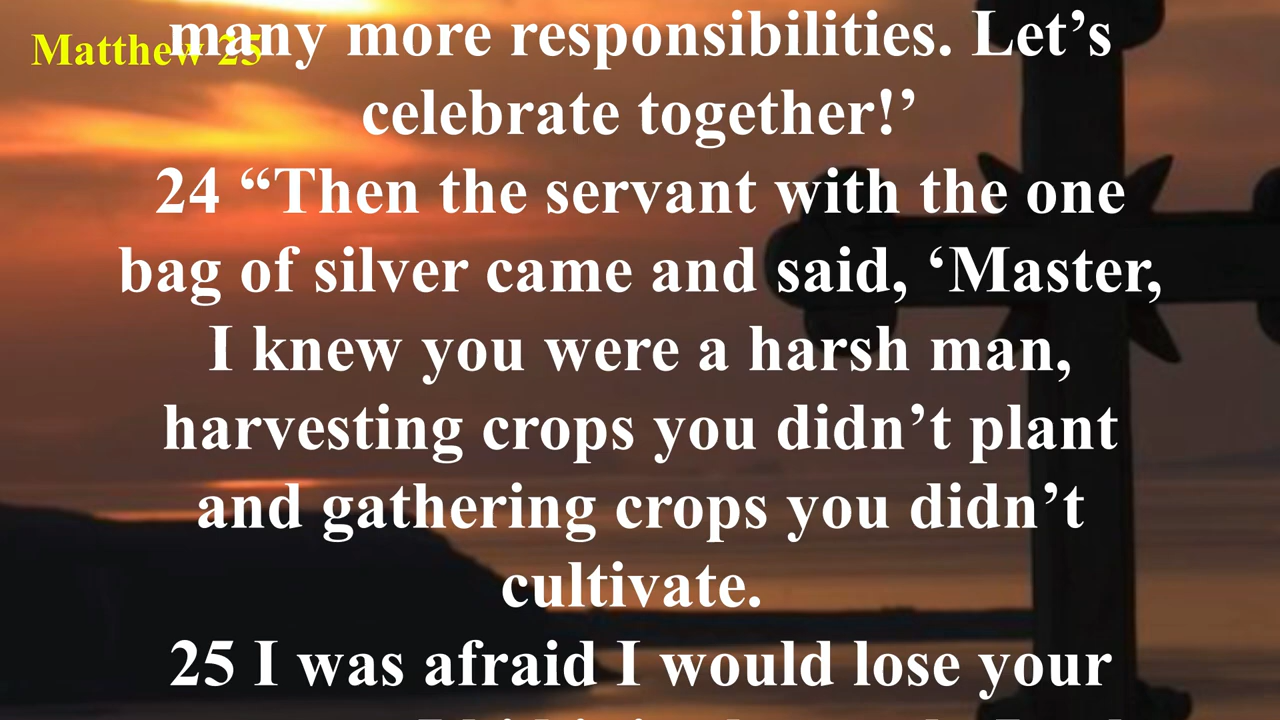 Matthew 25
many more responsibilities. Let’s
celebrate together!’
24 “Then the servant with the one
bag of silver came and said, ‘Master,
I knew you were a harsh man,
harvesting crops you didn’t plant
and gathering crops you didn’t
cultivate.
25 I was afraid I would lose your